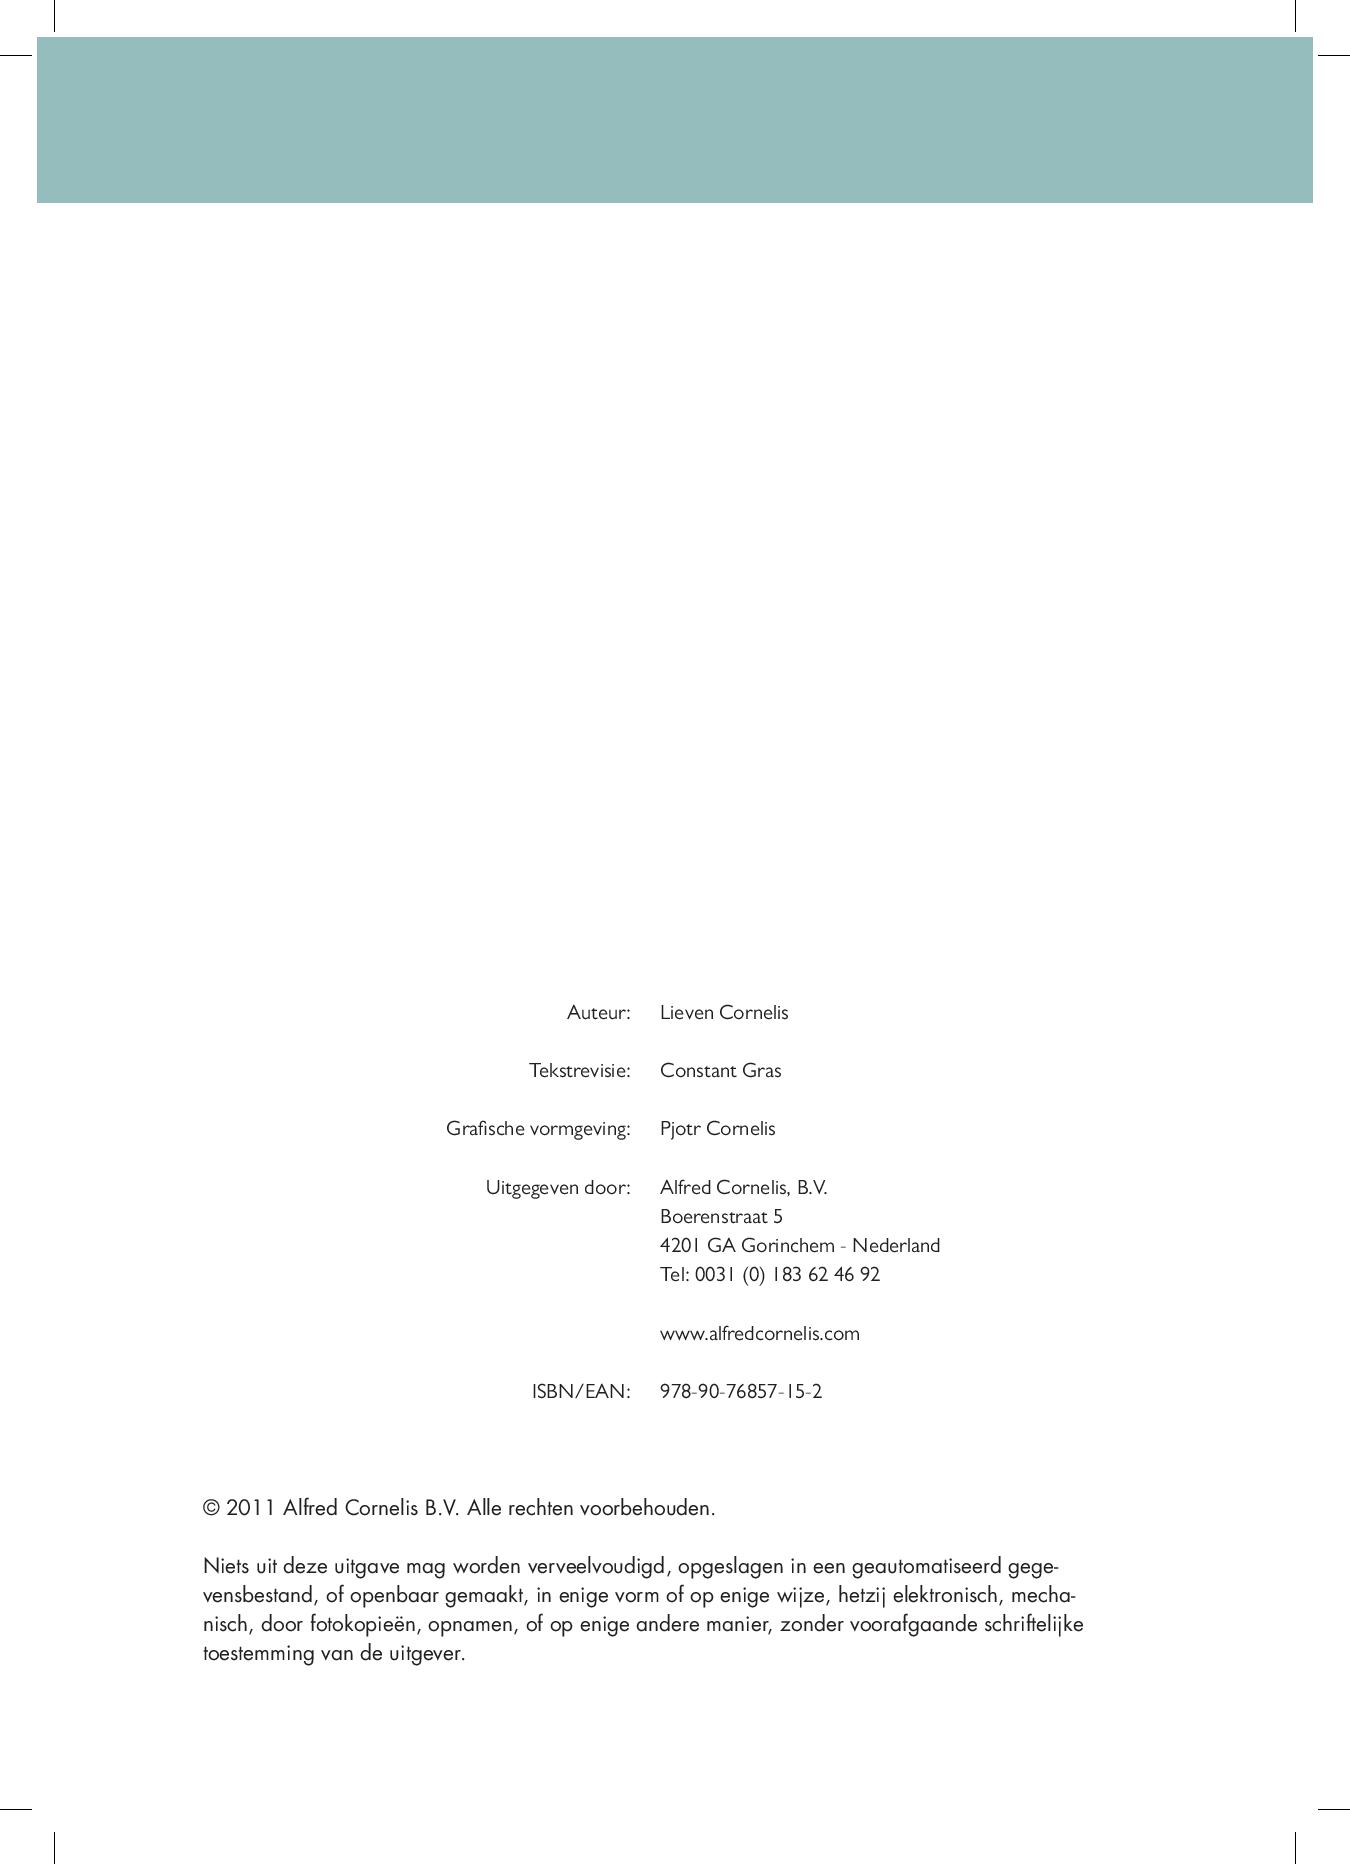 Auteur: Lieven Cornelis
Tekstrevisie: Constant Gras
Grafische vormgeving: Pjotr Cornelis
Uitgegeven door: Alfred Cornelis, B.V.
Boerenstraat 5
4201 GA Gorinchem - Nederland
Tel: 0031 (0) 183 62 46 92
www.alfredcornelis.com
ISBN/EAN: 978-90-76857-15-2
© 2011 Alfred Cornelis B.V. Alle rechten voorbehouden.
Niets uit deze uitgave mag worden verveelvoudigd, opgeslagen in een geautomatiseerd gege-
vensbestand, of openbaar gemaakt, in enige vorm of op enige wijze, hetzij elektronisch, mecha-
nisch, door fotokopieën, opnamen, of op enige andere manier, zonder voorafgaande schriftelijke
toestemming van de uitgever.